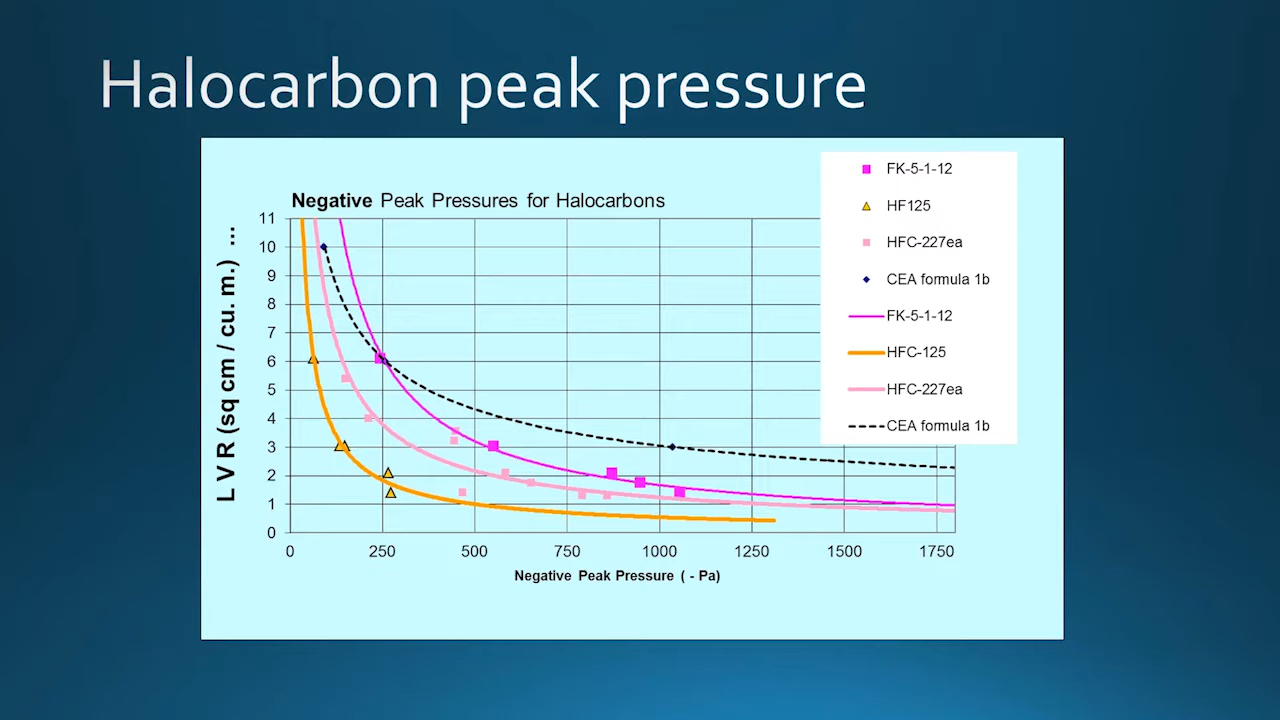 Halocarbon peak pressure
Negative Peak Pressures for Halocarbons
L V R (sq cm / cu. m.) ...
11
10
9
8
7
6
5
4
3
2
1
0
0 250 500 750 1000 1250 1500 1750
Negative Peak Pressure ( - Pa)
FK-5-1-12
HF125
HFC-227ea
CEA formula 1b
FK-5-1-12
HFC-125
HFC-227ea
CEA formula 1b